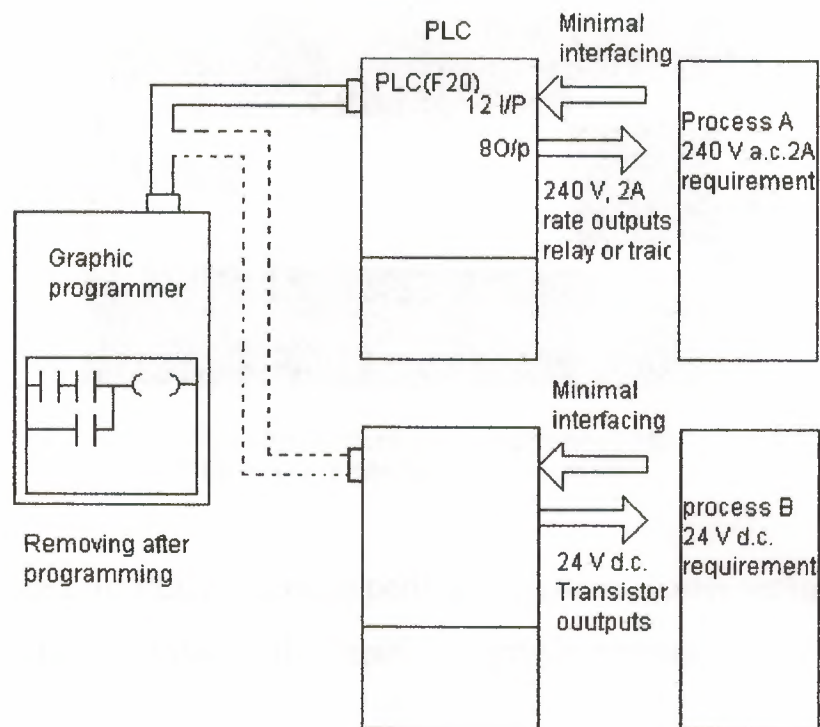 PLC
Minimal
interfacing
PLC(F20)
12 I/P
8O/p
Process A
240 V a.c.2A
requirement
240 V, 2A
rate outputs
relay or traic
Graphic
programmer
Removing after
programming
Minimal
interfacing
process B
24 V d.c.
requirement
24 V d.c.
Transistor
ouutputs